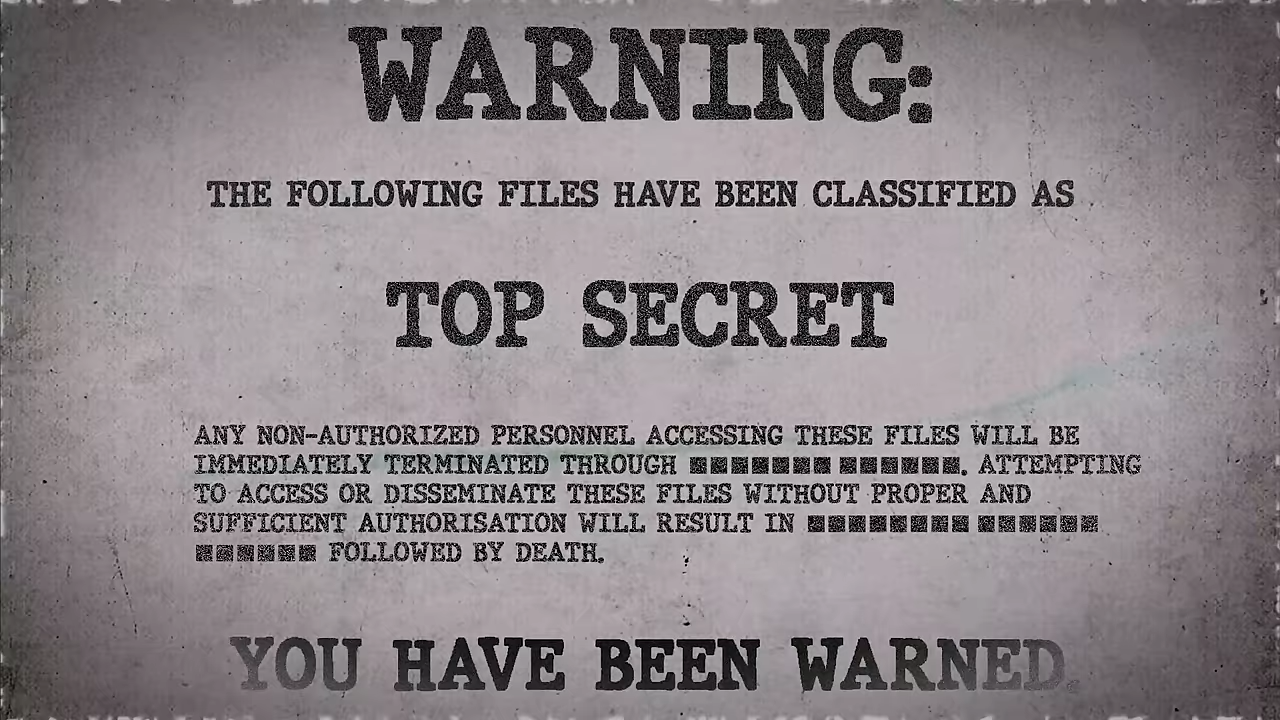 WARNING:
THE FOLLOWING FILES HAVE BEEN CLASSIFIED AS
TOP SECRET
ANY NON-AUTHORIZED PERSONNEL ACCESSING THESE FILES WILL BE
IMMEDIATELY TERMINATED THROUGH ■■■■■■■ ■■■■■■. ATTEMPTING
TO ACCESS OR DISSEMINATE THESE FILES WITHOUT PROPER AND
SUFFICIENT AUTHORISATION WILL RESULT IN ■■■■■■■■ ■■■■■■
■■■■■■ FOLLOWED BY DEATH.
YOU HAVE BEEN WARNED.